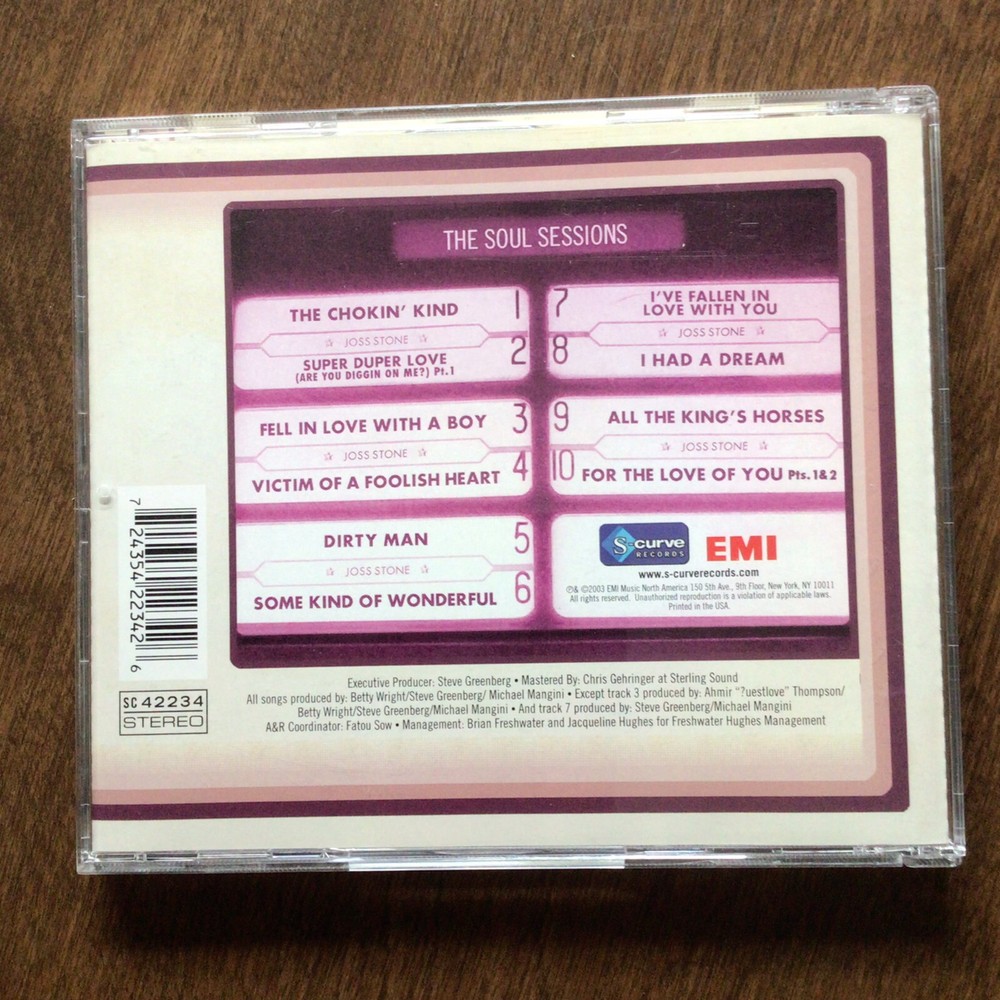 THE SOUL SESSIONS
THE CHOKIN' KIND 1
☆ JOSS STONE ☆
SUPER DUPER LOVE 2
(ARE YOU DIGGIN ON ME?) Pt.1
FELL IN LOVE WITH A BOY 3
☆ JOSS STONE ☆
VICTIM OF A FOOLISH HEART 4
DIRTY MAN 5
☆ JOSS STONE ☆
SOME KIND OF WONDERFUL 6
7 I'VE FALLEN IN
LOVE WITH YOU
☆ JOSS STONE ☆
8 I HAD A DREAM
9 ALL THE KING'S HORSES
☆ JOSS STONE ☆
10 FOR THE LOVE OF YOU Pts.1&2
S-curve
RECORDS
EMI
www.s-curverecords.com
℗& ©2003 EMI Music North America 150 5th Ave., 9th Floor, New York, NY 10011
All rights reserved. Unauthorized reproduction is a violation of applicable laws.
Printed in the USA.
7 24354 22342 6
SC 42234
STEREO
Executive Producer: Steve Greenberg • Mastered By: Chris Gehringer at Sterling Sound
All songs produced by: Betty Wright/Steve Greenberg/ Michael Mangini • Except track 3 produced by: Ahmir "?uestlove" Thompson/
Betty Wright/Steve Greenberg/Michael Mangini • And track 7 produced by: Steve Greenberg/Michael Mangini
A&R Coordinator: Fatou Sow • Management: Brian Freshwater and Jacqueline Hughes for Freshwater Hughes Management